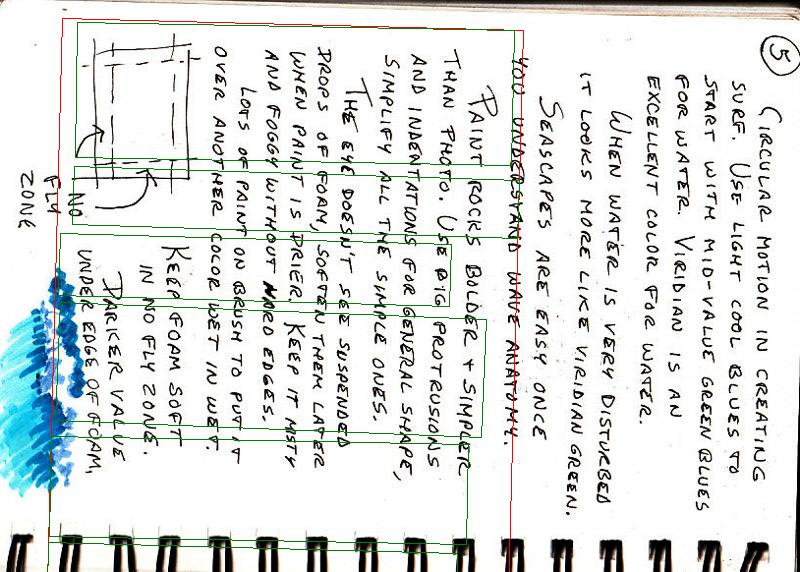 5
CIRCULAR MOTION IN CREATING
SURF. USE LIGHT COOL BLUES TO
START WITH MID-VALUE GREEN BLUES
FOR WATER. VIRIDIAN IS AN
EXCELLENT COLOR FOR WATER.
WHEN WATER IS VERY DISTURBED
IT LOOKS MORE LIKE VIRIDIAN GREEN.
SEASCAPES ARE EASY ONCE
YOU UNDERSTAND WAVE ANATOMY.
PAINT ROCKS BOLDER + SIMPLER
THAN PHOTO. USE BIG PROTRUSIONS
AND INDENTATIONS FOR GENERAL SHAPE,
SIMPLIFY ALL THE SIMPLE ONES.
THE EYE DOESN'T SEE SUSPENDED
DROPS OF FOAM, SOFTEN THEM LATER
WHEN PAINT IS DRIER. KEEP IT MISTY
AND FOGGY WITHOUT HARD EDGES.
LOTS OF PAINT ON BRUSH TO PUT IT
OVER ANOTHER COLOR WET IN WET.
KEEP FOAM SOFT
IN NO FLY ZONE.
DARKER VALUE
UNDER EDGE OF FOAM.
NO
FLY
ZONE